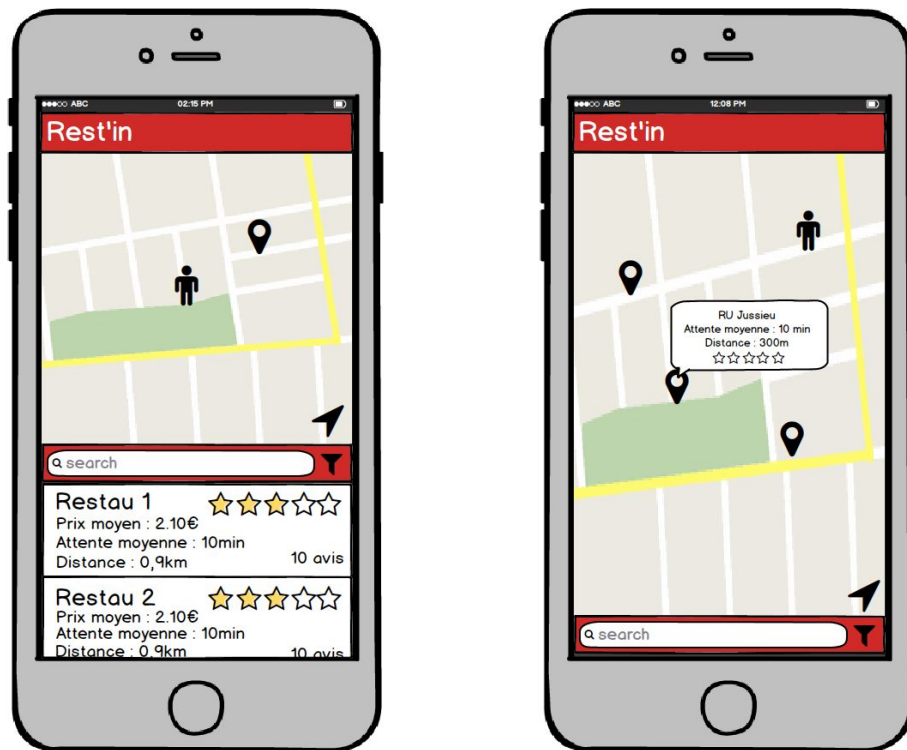 ABC 02:15 PM
Rest'in
search
Restau 1
Prix moyen : 2.10€
Attente moyenne : 10min
Distance : 0,9km
10 avis
Restau 2
Prix moyen : 2.10€
Attente moyenne : 10min
Distance : 0,9km
10 avis
ABC 12:08 PM
Rest'in
RU Jussieu
Attente moyenne : 10 min
Distance : 300m
search